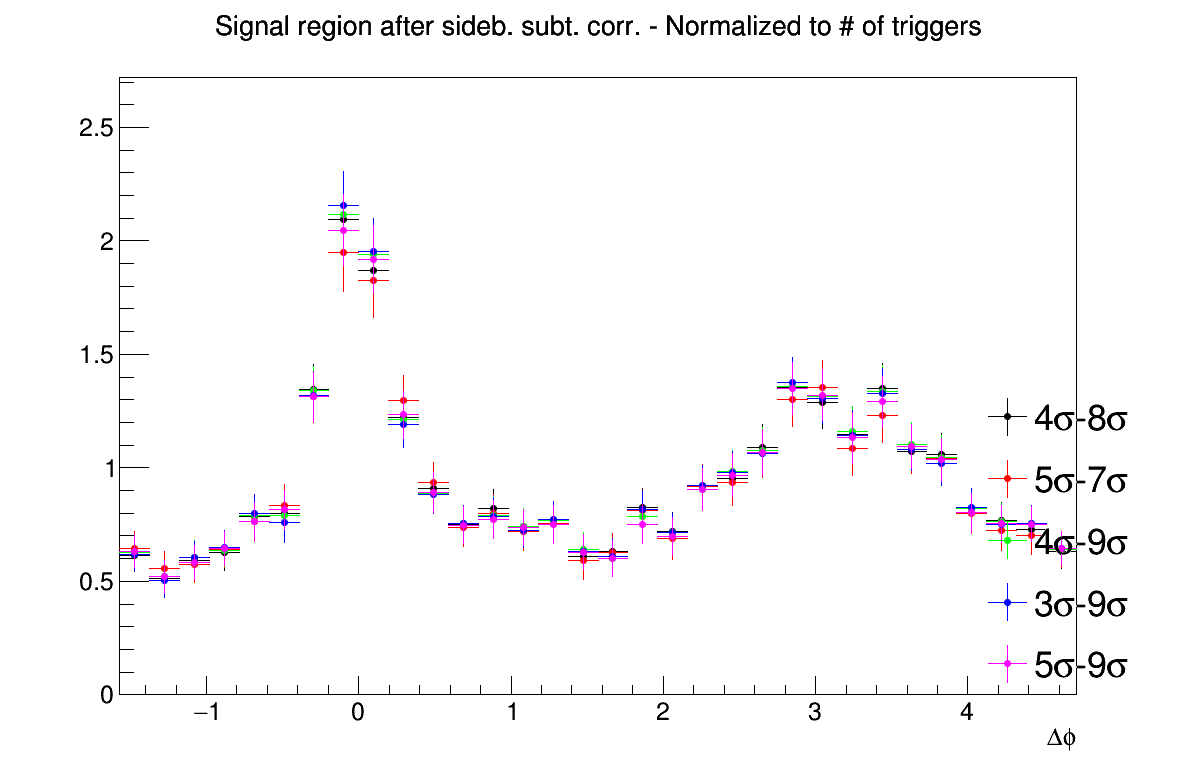 Signal region after sideb. subt. corr. - Normalized to # of triggers
2.5
2
1.5
1
0.5
0
4σ-8σ
5σ-7σ
4σ-9σ
3σ-9σ
5σ-9σ
−1 0 1 2 3 4
Δϕ